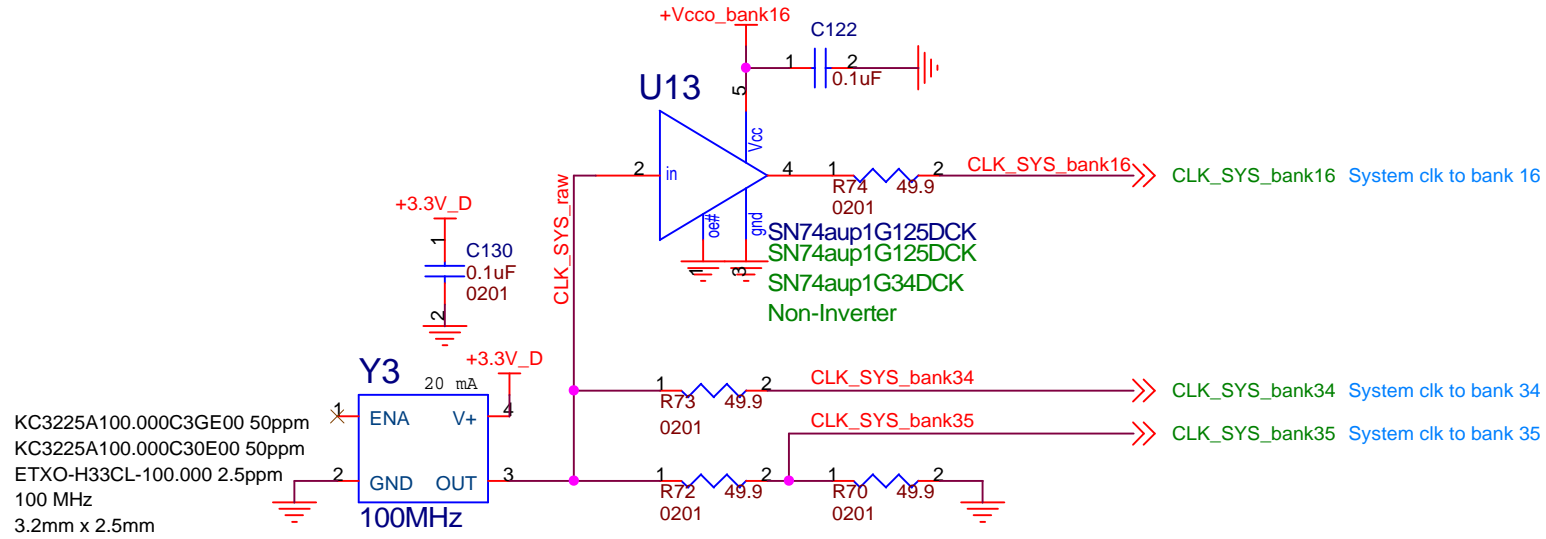 +Vcco_bank16
C122
1
2
0.1uF
U13
5
Vcc
2
in
4
1
2
CLK_SYS_bank16
CLK_SYS_bank16 System clk to bank 16
R74
49.9
0201
oe#
gnd
1
3
SN74aup1G125DCK
SN74aup1G125DCK
SN74aup1G34DCK
Non-Inverter
CLK_SYS_raw
+3.3V_D
1
C130
0.1uF
0201
2
Y3
20 mA
+3.3V_D
1
ENA
V+
4
2
GND
OUT
3
100MHz
KC3225A100.000C3GE00 50ppm
KC3225A100.000C30E00 50ppm
ETXO-H33CL-100.000 2.5ppm
100 MHz
3.2mm x 2.5mm
1
2
CLK_SYS_bank34
CLK_SYS_bank34 System clk to bank 34
R73
49.9
0201
CLK_SYS_bank35
CLK_SYS_bank35 System clk to bank 35
1
2
R72
49.9
0201
1
2
R70
49.9
0201